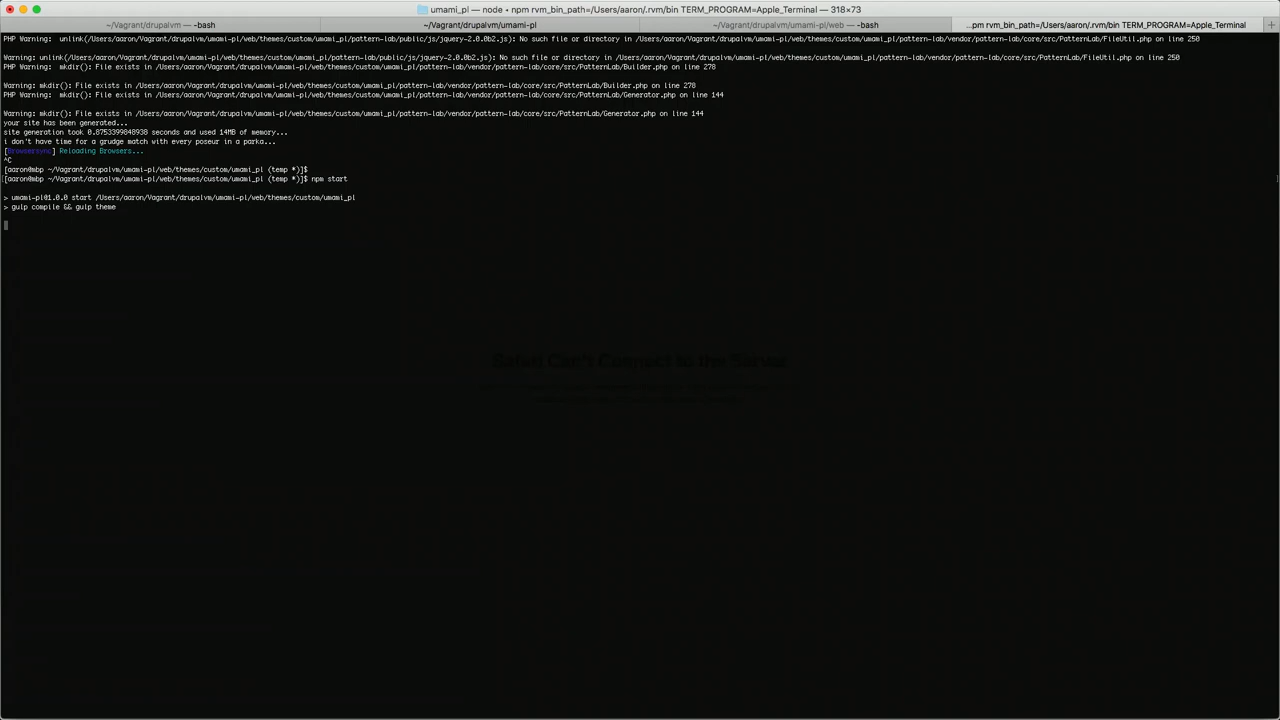 umami_pl — node • npm rvm_bin_path=/Users/aaron/.rvm/bin TERM_PROGRAM=Apple_Terminal — 318×73
~/Vagrant/drupalvm — -bash
~/Vagrant/drupalvm/umami-pl
~/Vagrant/drupalvm/umami-pl/web — -bash
...pm rvm_bin_path=/Users/aaron/.rvm/bin TERM_PROGRAM=Apple_Terminal
PHP Warning:  unlink(/Users/aaron/Vagrant/drupalvm/umami-pl/web/themes/custom/umami_pl/pattern-lab/public/js/jquery-2.0.0b2.js): No such file or directory in /Users/aaron/Vagrant/drupalvm/umami-pl/web/themes/custom/umami_pl/pattern-lab/vendor/pattern-lab/core/src/PatternLab/FileUtil.php on line 250
Warning: unlink(/Users/aaron/Vagrant/drupalvm/umami-pl/web/themes/custom/umami_pl/pattern-lab/public/js/jquery-2.0.0b2.js): No such file or directory in /Users/aaron/Vagrant/drupalvm/umami-pl/web/themes/custom/umami_pl/pattern-lab/vendor/pattern-lab/core/src/PatternLab/FileUtil.php on line 250
PHP Warning:  mkdir(): File exists in /Users/aaron/Vagrant/drupalvm/umami-pl/web/themes/custom/umami_pl/pattern-lab/vendor/pattern-lab/core/src/PatternLab/Builder.php on line 278
Warning: mkdir(): File exists in /Users/aaron/Vagrant/drupalvm/umami-pl/web/themes/custom/umami_pl/pattern-lab/vendor/pattern-lab/core/src/PatternLab/Builder.php on line 278
PHP Warning:  mkdir(): File exists in /Users/aaron/Vagrant/drupalvm/umami-pl/web/themes/custom/umami_pl/pattern-lab/vendor/pattern-lab/core/src/PatternLab/Generator.php on line 144
Warning: mkdir(): File exists in /Users/aaron/Vagrant/drupalvm/umami-pl/web/themes/custom/umami_pl/pattern-lab/vendor/pattern-lab/core/src/PatternLab/Generator.php on line 144
your site has been generated...
site generation took 0.8753399848938 seconds and used 14MB of memory...
i don't have time for a grudge match with every poseur in a parka...
[Browsersync] Reloading Browsers...
^C
[aaron@mbp ~/Vagrant/drupalvm/umami-pl/web/themes/custom/umami_pl (temp *)]$
[aaron@mbp ~/Vagrant/drupalvm/umami-pl/web/themes/custom/umami_pl (temp *)]$ npm start
> umami-pl@1.0.0 start /Users/aaron/Vagrant/drupalvm/umami-pl/web/themes/custom/umami_pl
> gulp compile && gulp theme
Safari Can't Connect to the Server